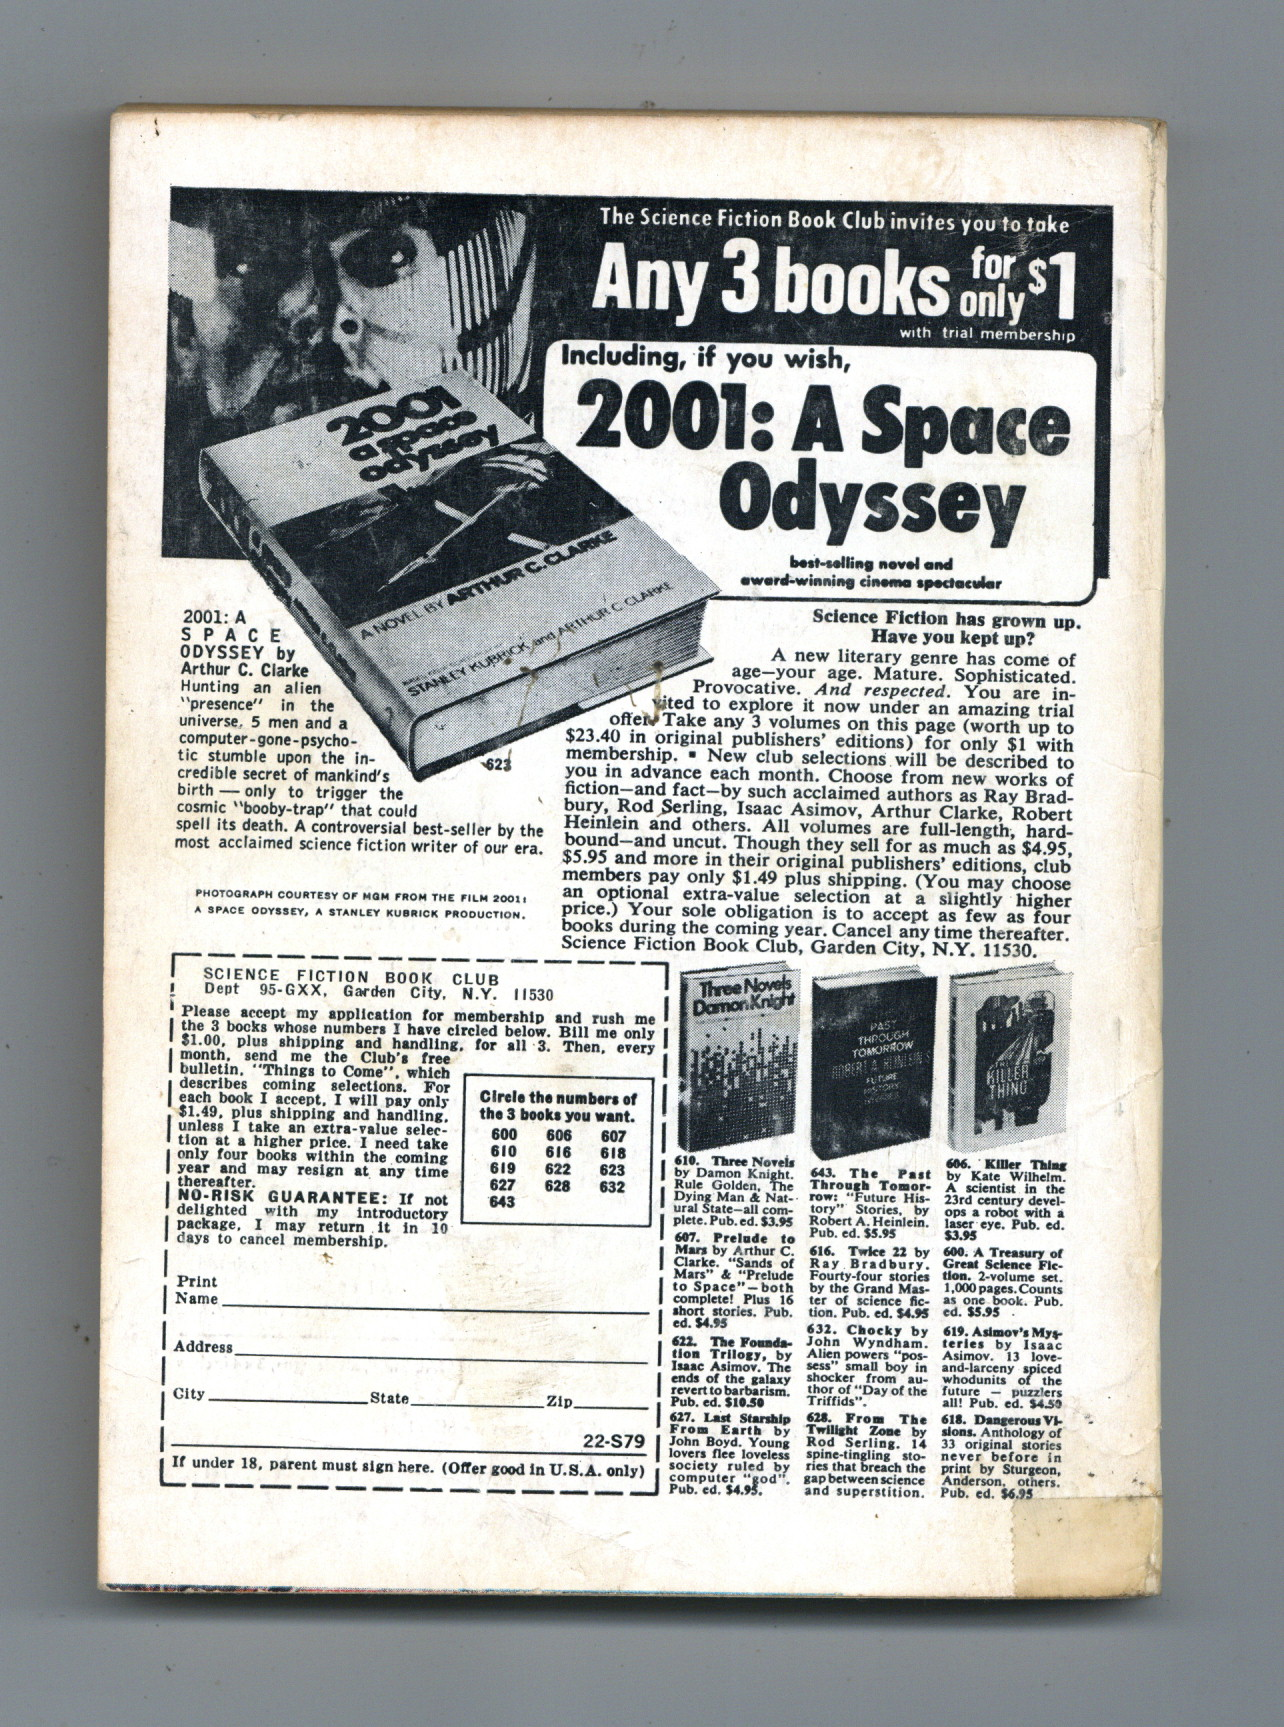 The Science Fiction Book Club invites you to take
Any 3 books for only $1
with trial membership
Including, if you wish,
2001: A Space
Odyssey
best-selling novel and
award-winning cinema spectacular
2001
a space
odyssey
A NOVEL BY ARTHUR C. CLARKE
STANLEY KUBRICK and ARTHUR C CLARKE
623
2001: A
SPACE
ODYSSEY by
Arthur C. Clarke
Hunting an alien
"presence" in the
universe, 5 men and a
computer-gone-psycho-
tic stumble upon the in-
credible secret of mankind's
birth — only to trigger the
cosmic "booby-trap" that could
spell its death. A controversial best-seller by the
most acclaimed science fiction writer of our era.
PHOTOGRAPH COURTESY OF MGM FROM THE FILM 2001:
A SPACE ODYSSEY, A STANLEY KUBRICK PRODUCTION.
Science Fiction has grown up.
Have you kept up?
A new literary genre has come of
age—your age. Mature. Sophisticated.
Provocative. And respected. You are in-
vited to explore it now under an amazing trial
offer. Take any 3 volumes on this page (worth up to
$23.40 in original publishers' editions) for only $1 with
membership. ▪ New club selections will be described to
you in advance each month. Choose from new works of
fiction—and fact—by such acclaimed authors as Ray Brad-
bury, Rod Serling, Isaac Asimov, Arthur Clarke, Robert
Heinlein and others. All volumes are full-length, hard-
bound—and uncut. Though they sell for as much as $4.95,
$5.95 and more in their original publishers' editions, club
members pay only $1.49 plus shipping. (You may choose
an optional extra-value selection at a slightly higher
price.) Your sole obligation is to accept as few as four
books during the coming year. Cancel any time thereafter.
Science Fiction Book Club, Garden City, N.Y. 11530.
SCIENCE FICTION BOOK CLUB
Dept 95-GXX, Garden City, N.Y. 11530
Please accept my application for membership and rush me
the 3 books whose numbers I have circled below. Bill me only
$1.00, plus shipping and handling, for all 3. Then, every
month, send me the Club's free
bulletin, "Things to Come", which
describes coming selections. For
each book I accept, I will pay only
$1.49, plus shipping and handling,
unless I take an extra-value selec-
tion at a higher price. I need take
only four books within the coming
year and may resign at any time
thereafter.
NO-RISK GUARANTEE: If not
delighted with my introductory
package, I may return it in 10
days to cancel membership.
Circle the numbers of
the 3 books you want.
600 606 607
610 616 618
619 622 623
627 628 632
643
Print
Name
Address
City State Zip
22-S79
If under 18, parent must sign here. (Offer good in U.S.A. only)
Three Novels
Damon Knight
PAST
THROUGH
TOMORROW
ROBERT A. HEINLEIN'S
FUTURE
HISTORY
STORIES
THE
KILLER
THING
610. Three Novels
by Damon Knight.
Rule Golden, The
Dying Man & Nat-
ural State—all com-
plete. Pub. ed. $3.95
607. Prelude to
Mars by Arthur C.
Clarke. "Sands of
Mars" & "Prelude
to Space"—both
complete! Plus 16
short stories. Pub.
ed. $4.95
622. The Founda-
tion Trilogy, by
Isaac Asimov. The
ends of the galaxy
revert to barbarism.
Pub. ed. $10.50
627. Last Starship
From Earth by
John Boyd. Young
lovers flee loveless
society ruled by
computer "god".
Pub. ed. $4.95.
643. The Past
Through Tomor-
row: "Future His-
tory" Stories, by
Robert A. Heinlein.
Pub. ed. $5.95
616. Twice 22 by
Ray Bradbury.
Fourty-four stories
by the Grand Mas-
ter of science fic-
tion. Pub. ed. $4.95
632. Chocky by
John Wyndham.
Alien powers "pos-
sess" small boy in
shocker from au-
thor of "Day of the
Triffids".
628. From The
Twilight Zone by
Rod Serling. 14
spine-tingling sto-
ries that breach the
gap between science
and superstition.
606. Killer Thing
by Kate Wilhelm.
A scientist in the
23rd century devel-
ops a robot with a
laser eye. Pub. ed.
$3.95
600. A Treasury of
Great Science Fic-
tion. 2-volume set.
1,000 pages. Counts
as one book. Pub.
ed. $5.95
619. Asimov's Mys-
teries by Isaac
Asimov. 13 love-
and-larceny spiced
whodunits of the
future — puzzlers
all! Pub. ed. $4.50
618. Dangerous Vi-
sions. Anthology of
33 original stories
never before in
print by Sturgeon,
Anderson, others.
Pub. ed. $6.95